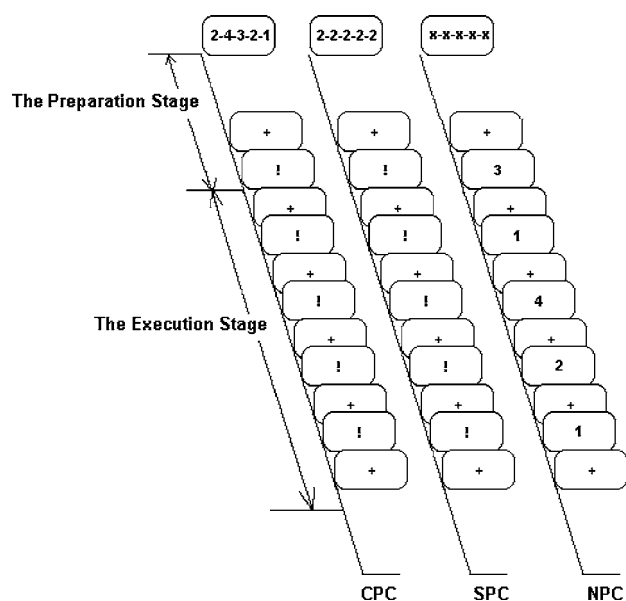 2-4-3-2-1 2-2-2-2-2 x-x-x-x-x
The Preparation Stage
+ + +
! ! 3
+ + +
! ! 1
+ + +
! ! 4
The Execution Stage
+ + +
! ! 2
+ + +
! ! 1
+ + +
CPC SPC NPC